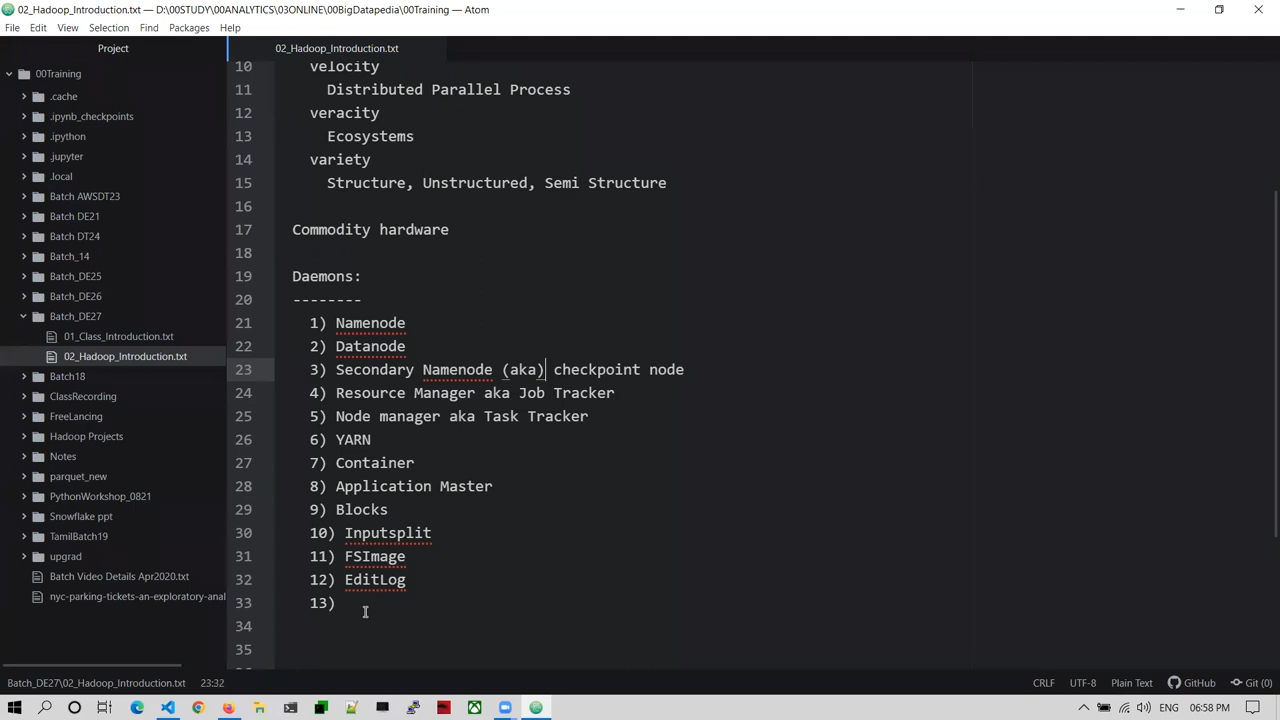 02_Hadoop_Introduction.txt — D:\00STUDY\00ANALYTICS\03ONLINE\00BigDatapedia\00Training — Atom
File Edit View Selection Find Packages Help
Project
02_Hadoop_Introduction.txt
00Training
.cache
.ipynb_checkpoints
.ipython
.jupyter
.local
Batch AWSDT23
Batch DE21
Batch DT24
Batch_14
Batch_DE25
Batch_DE26
Batch_DE27
01_Class_Introduction.txt
02_Hadoop_Introduction.txt
Batch18
ClassRecording
FreeLancing
Hadoop Projects
Notes
parquet_new
PythonWorkshop_0821
Snowflake ppt
TamilBatch19
upgrad
Batch Video Details Apr2020.txt
nyc-parking-tickets-an-exploratory-anal
10 velocity
11 Distributed Parallel Process
12 veracity
13 Ecosystems
14 variety
15 Structure, Unstructured, Semi Structure
16
17 Commodity hardware
18
19 Daemons:
20 --------
21 1) Namenode
22 2) Datanode
23 3) Secondary Namenode (aka) checkpoint node
24 4) Resource Manager aka Job Tracker
25 5) Node manager aka Task Tracker
26 6) YARN
27 7) Container
28 8) Application Master
29 9) Blocks
30 10) Inputsplit
31 11) FSImage
32 12) EditLog
33 13)
34
35
Batch_DE27\02_Hadoop_Introduction.txt 23:32 CRLF UTF-8 Plain Text GitHub Git (0)
ENG 06:58 PM